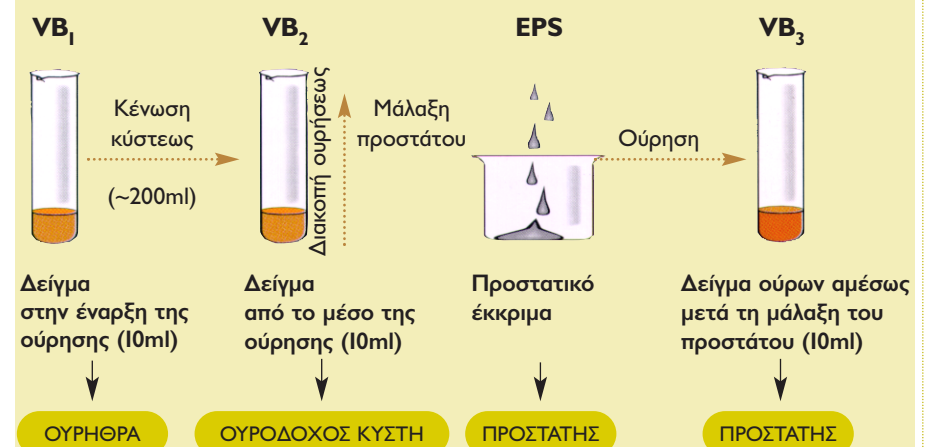 VB₁
VB₂
EPS
VB₃
Κένωση
κύστεως
(~200ml)
Διακοπή ουρήσεως
Μάλαξη
προστάτου
Ούρηση
Δείγμα
στην έναρξη της
ούρησης (10ml)
Δείγμα
από το μέσο της
ούρησης (10ml)
Προστατικό
έκκριμα
Δείγμα ούρων αμέσως
μετά τη μάλαξη του
προστάτου (10ml)
ΟΥΡΗΘΡΑ
ΟΥΡΟΔΟΧΟΣ ΚΥΣΤΗ
ΠΡΟΣΤΑΤΗΣ
ΠΡΟΣΤΑΤΗΣ